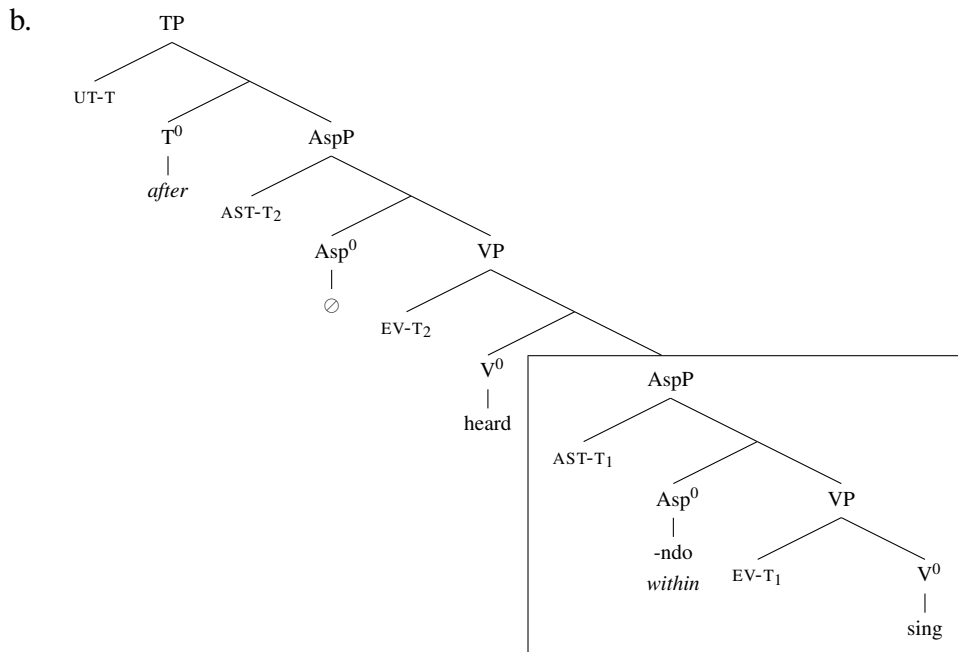 b.
TP
UT-T
T⁰ AspP
after
AST-T₂
Asp⁰ VP
∅
EV-T₂
V⁰
heard
AspP
AST-T₁
Asp⁰ VP
-ndo
within
EV-T₁
V⁰
sing